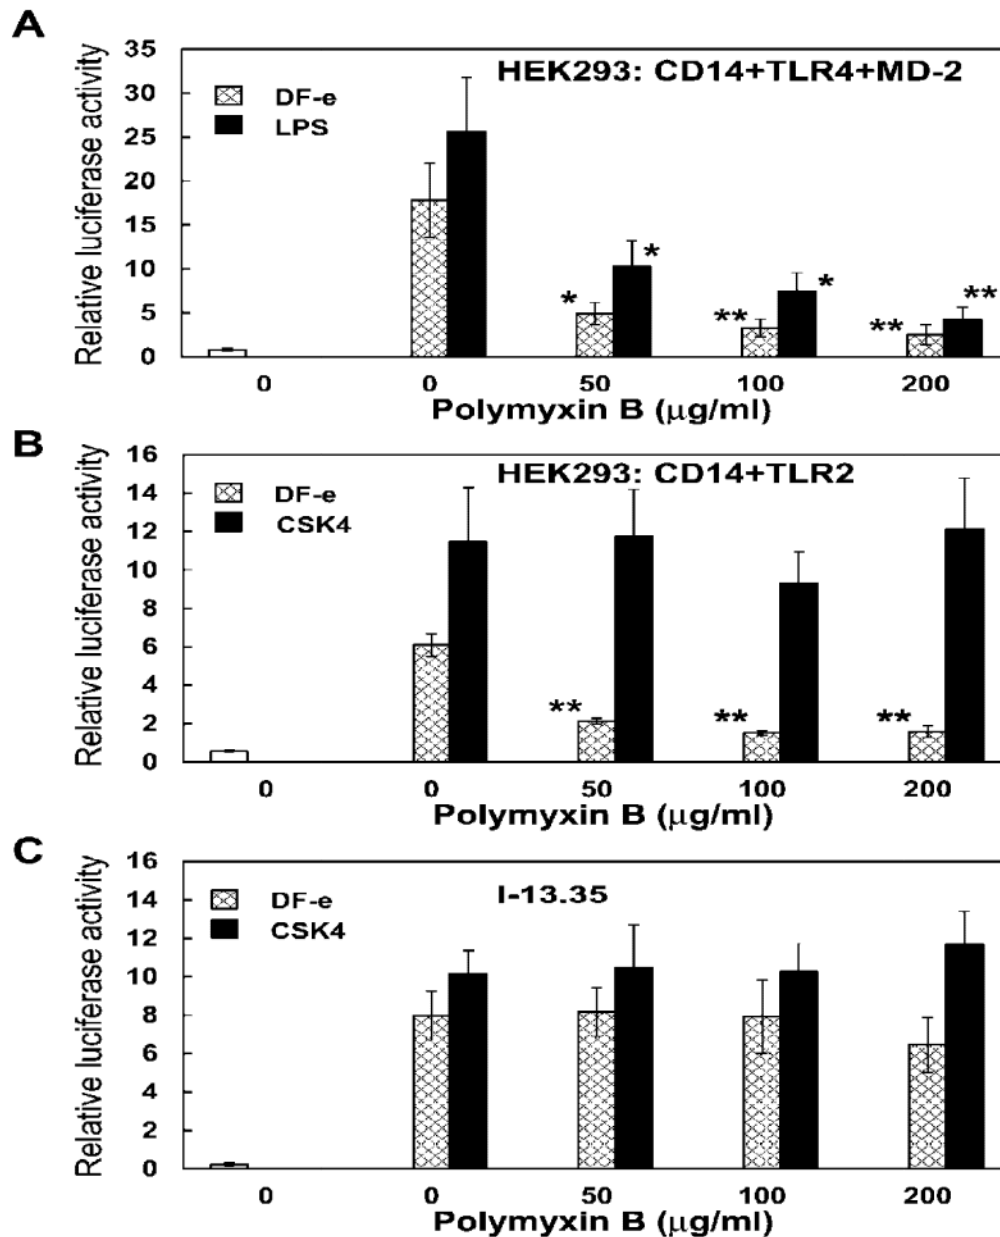 A
HEK293: CD14+TLR4+MD-2
DF-e
LPS
Relative luciferase activity
35
30
25
20
15
10
5
0
*
*
**
*
**
**
0 0 50 100 200
Polymyxin B (μg/ml)
B
HEK293: CD14+TLR2
DF-e
CSK4
Relative luciferase activity
16
14
12
10
8
6
4
2
0
**
**
**
0 0 50 100 200
Polymyxin B (μg/ml)
C
I-13.35
DF-e
CSK4
Relative luciferase activity
16
14
12
10
8
6
4
2
0
0 0 50 100 200
Polymyxin B (μg/ml)